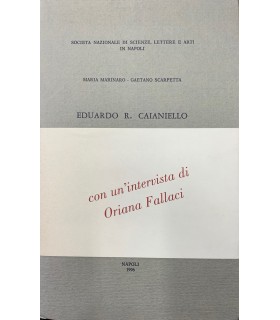 SOCIETÀ NAZIONALE DI SCIENZE, LETTERE E ARTI
IN NAPOLI
MARIA MARINARO - GAETANO SCARPETTA
EDUARDO R. CAIANIELLO
con un'intervista di
Oriana Fallaci
NAPOLI
1996